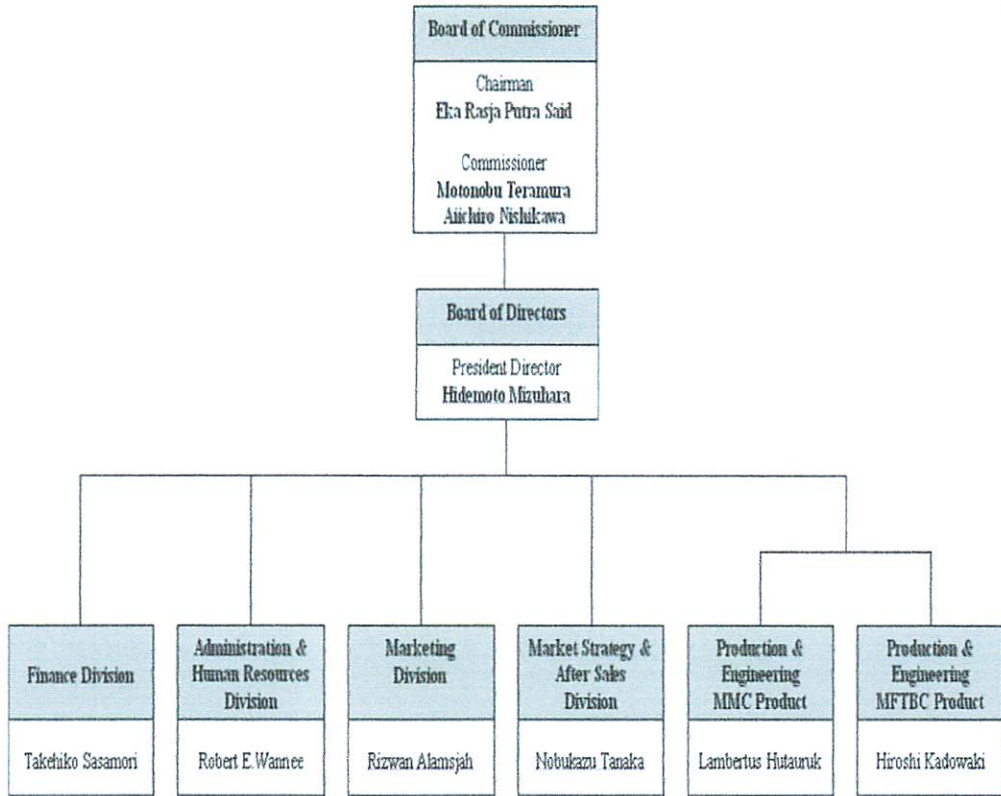 Board of Commissioner
Chairman
Eka Rasja Putra Said
Commissioner
Motonobu Teramura
Aiichiro Nishikawa
Board of Directors
President Director
Hidemoto Mizuhara
Finance Division
Takehiko Sasamori
Administration &
Human Resources
Division
Robert E.Wannee
Marketing
Division
Rizwan Alamsjah
Market Strategy &
After Sales
Division
Nobukazu Tanaka
Production &
Engineering
MMC Product
Lambertus Hutauruk
Production &
Engineering
MFTBC Product
Hiroshi Kadowaki